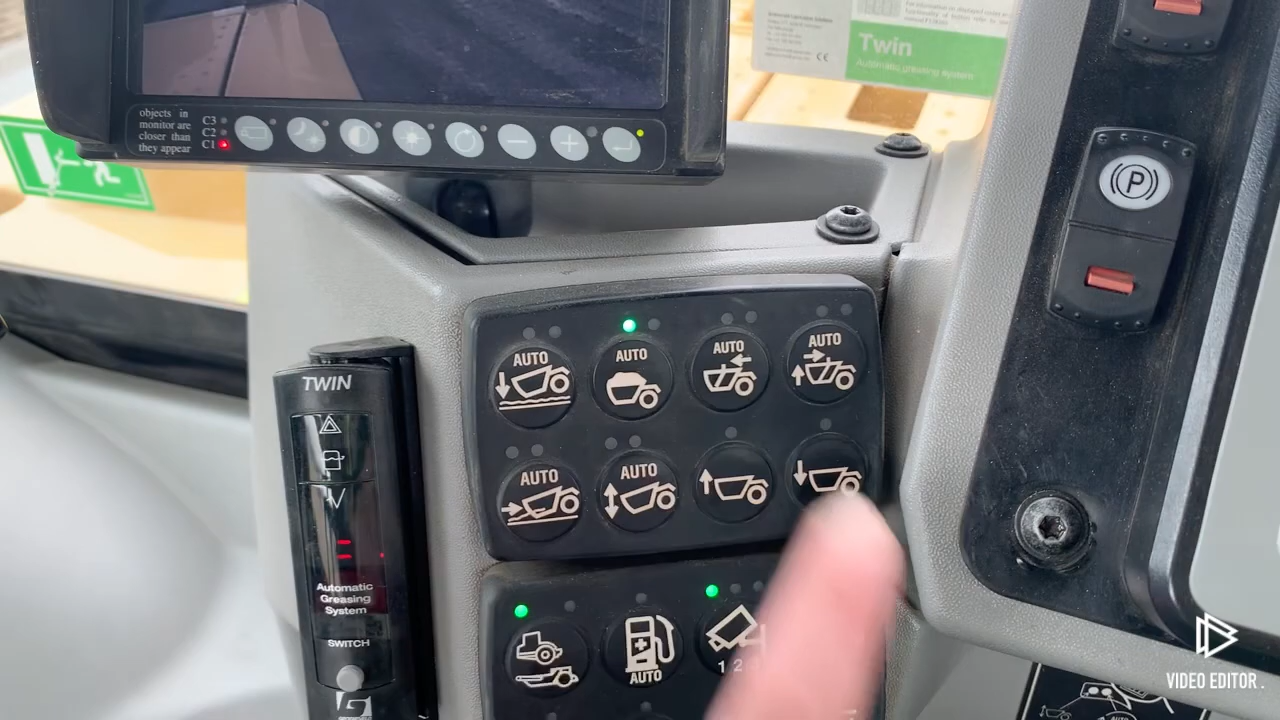 objects in
monitor are
closer than
they appear
C3
C2
C1
Twin
Automatic greasing system
CE
P
TWIN
Automatic
Greasing
System
SWITCH
AUTO
AUTO
AUTO
AUTO
AUTO
AUTO
AUTO
1 2
VIDEO EDITOR .